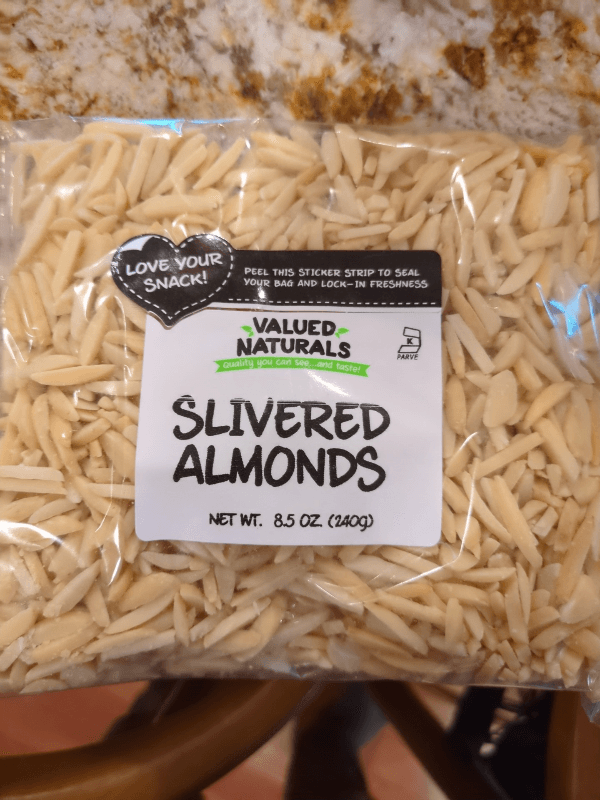 LOVE YOUR
SNACK!
PEEL THIS STICKER STRIP TO SEAL
YOUR BAG AND LOCK-IN FRESHNESS
VALUED
NATURALS
Quality you can see...and taste!
K
PARVE
SLIVERED
ALMONDS
NET WT. 8.5 OZ. (240g)